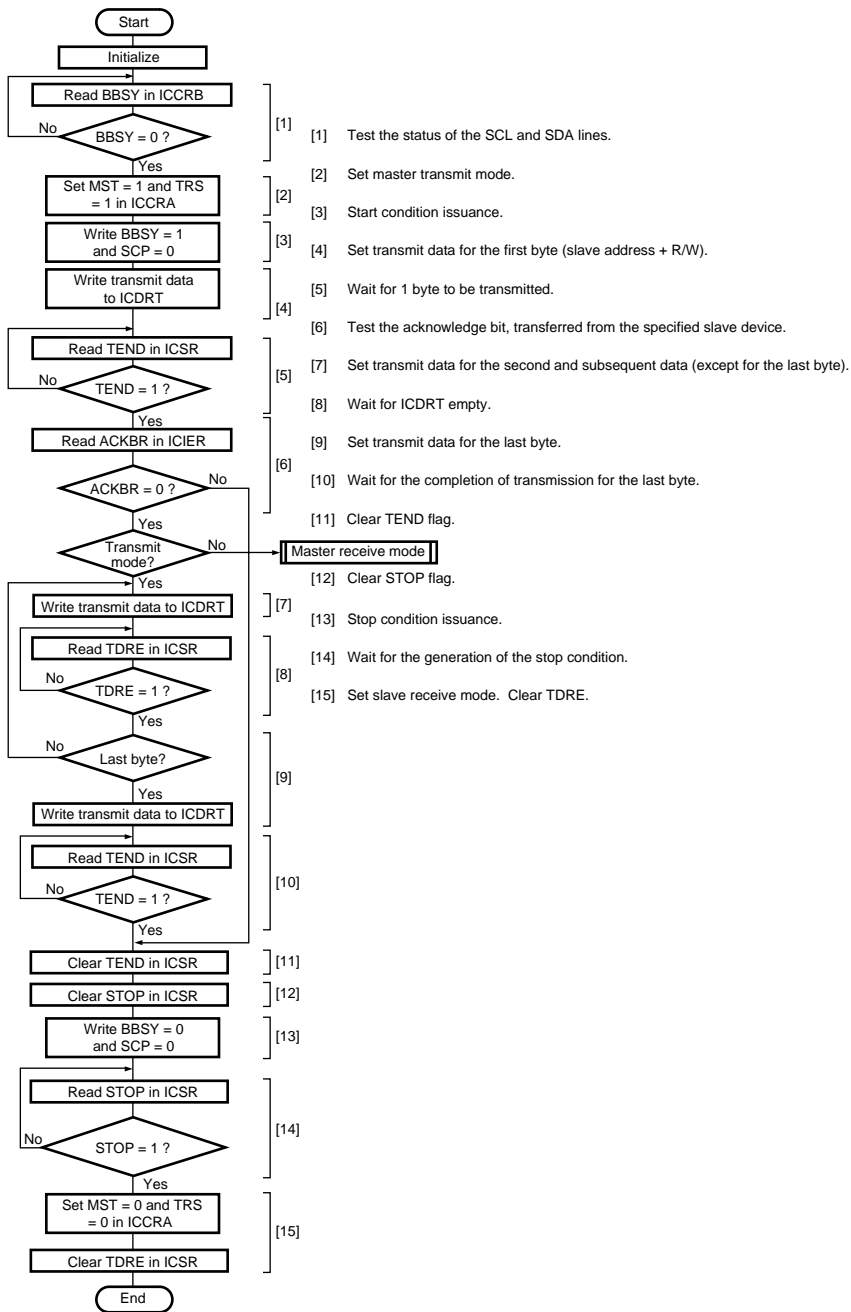 Start
Initialize
Read BBSY in ICCRB
No
BBSY = 0 ?
[1]
Yes
Set MST = 1 and TRS
= 1 in ICCRA
[2]
Write BBSY = 1
and SCP = 0
[3]
Write transmit data
to ICDRT
[4]
Read TEND in ICSR
No
TEND = 1 ?
[5]
Yes
Read ACKBR in ICIER
[6]
ACKBR = 0 ?
No
Yes
Transmit
mode?
No
Master receive mode
Yes
Write transmit data to ICDRT
[7]
Read TDRE in ICSR
No
TDRE = 1 ?
[8]
Yes
No
Last byte?
[9]
Yes
Write transmit data to ICDRT
Read TEND in ICSR
No
TEND = 1 ?
[10]
Yes
Clear TEND in ICSR
[11]
Clear STOP in ICSR
[12]
Write BBSY = 0
and SCP = 0
[13]
Read STOP in ICSR
No
STOP = 1 ?
[14]
Yes
Set MST = 0 and TRS
= 0 in ICCRA
[15]
Clear TDRE in ICSR
End
[1] Test the status of the SCL and SDA lines.
[2] Set master transmit mode.
[3] Start condition issuance.
[4] Set transmit data for the first byte (slave address + R/W).
[5] Wait for 1 byte to be transmitted.
[6] Test the acknowledge bit, transferred from the specified slave device.
[7] Set transmit data for the second and subsequent data (except for the last byte).
[8] Wait for ICDRT empty.
[9] Set transmit data for the last byte.
[10] Wait for the completion of transmission for the last byte.
[11] Clear TEND flag.
[12] Clear STOP flag.
[13] Stop condition issuance.
[14] Wait for the generation of the stop condition.
[15] Set slave receive mode. Clear TDRE.